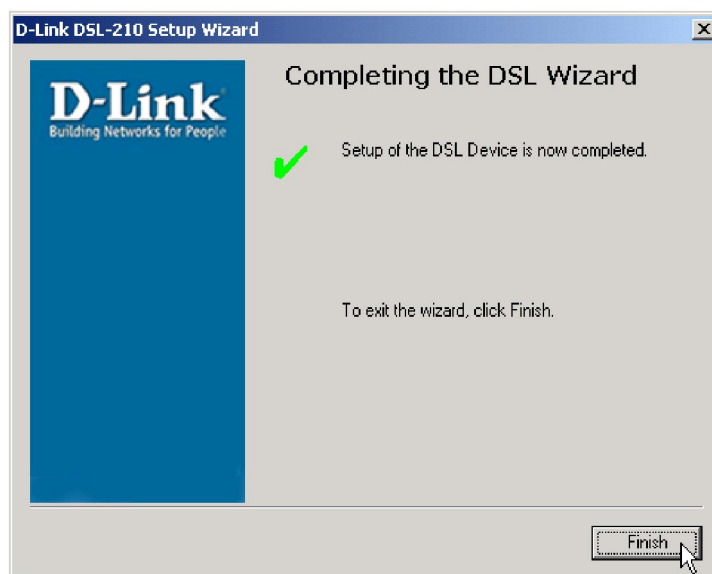 D-Link DSL-210 Setup Wizard
D-Link
Building Networks for People
Completing the DSL Wizard
Setup of the DSL Device is now completed.
To exit the wizard, click Finish.
Finish